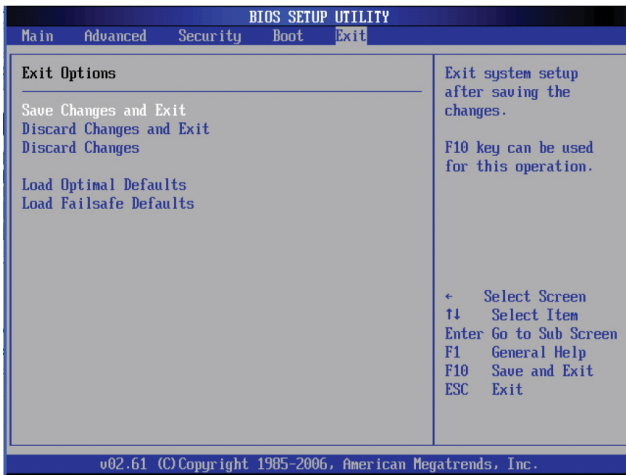 BIOS SETUP UTILITY
Main Advanced Security Boot Exit
Exit Options
Save Changes and Exit
Discard Changes and Exit
Discard Changes
Load Optimal Defaults
Load Failsafe Defaults
Exit system setup
after saving the
changes.
F10 key can be used
for this operation.
← Select Screen
↑↓ Select Item
Enter Go to Sub Screen
F1 General Help
F10 Save and Exit
ESC Exit
v02.61 (C)Copyright 1985-2006, American Megatrends, Inc.